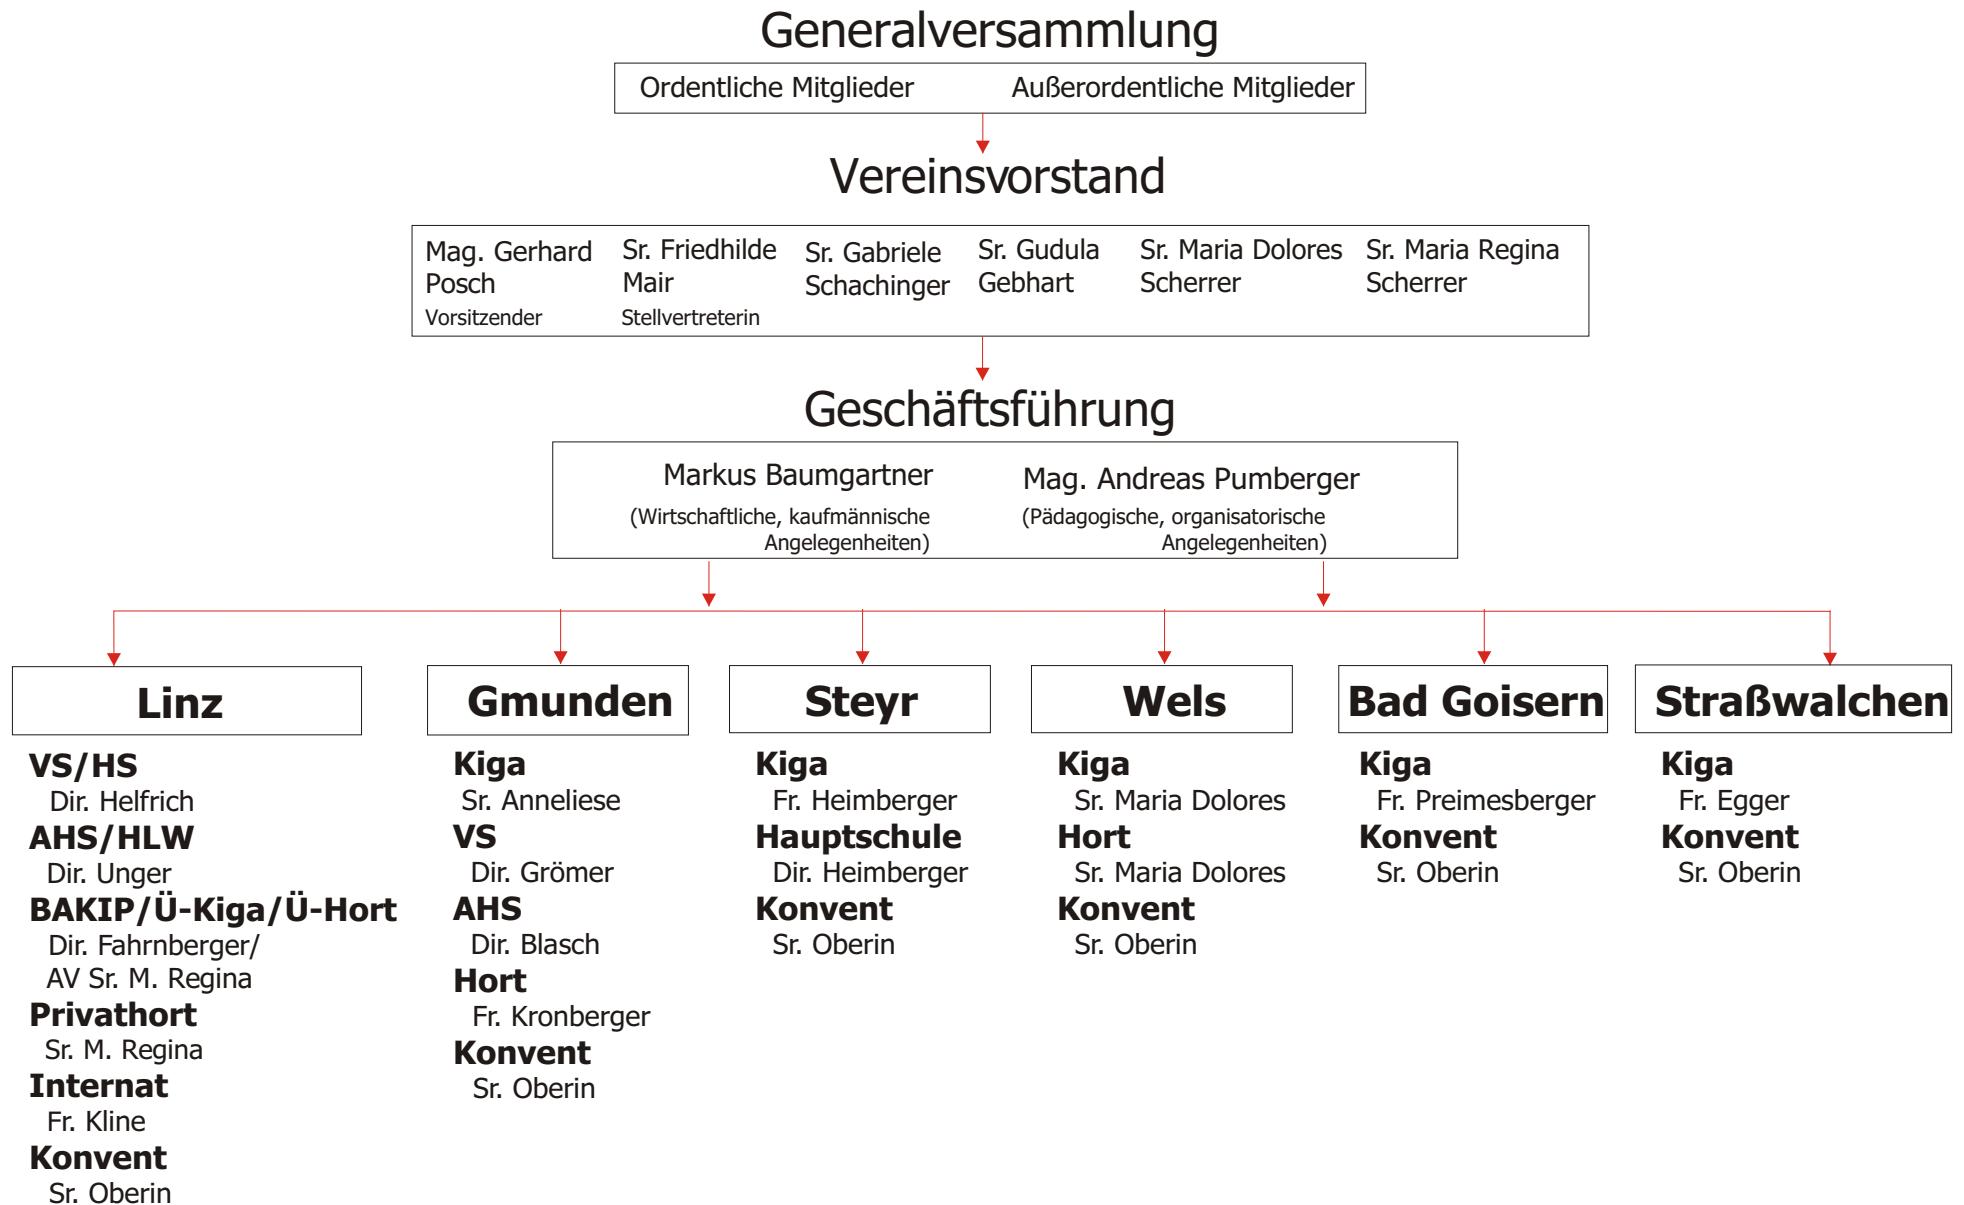 Generalversammlung
Ordentliche Mitglieder Außerordentliche Mitglieder
Vereinsvorstand
Mag. Gerhard
Posch
Vorsitzender
Sr. Friedhilde
Mair
Stellvertreterin
Sr. Gabriele
Schachinger
Sr. Gudula
Gebhart
Sr. Maria Dolores
Scherrer
Sr. Maria Regina
Scherrer
Geschäftsführung
Markus Baumgartner
(Wirtschaftliche, kaufmännische
Angelegenheiten)
Mag. Andreas Pumberger
(Pädagogische, organisatorische
Angelegenheiten)
Linz
VS/HS
Dir. Helfrich
AHS/HLW
Dir. Unger
BAKIP/Ü-Kiga/Ü-Hort
Dir. Fahrnberger/
AV Sr. M. Regina
Privathort
Sr. M. Regina
Internat
Fr. Kline
Konvent
Sr. Oberin
Gmunden
Kiga
Sr. Anneliese
VS
Dir. Grömer
AHS
Dir. Blasch
Hort
Fr. Kronberger
Konvent
Sr. Oberin
Steyr
Kiga
Fr. Heimberger
Hauptschule
Dir. Heimberger
Konvent
Sr. Oberin
Wels
Kiga
Sr. Maria Dolores
Hort
Sr. Maria Dolores
Konvent
Sr. Oberin
Bad Goisern
Kiga
Fr. Preimesberger
Konvent
Sr. Oberin
Straßwalchen
Kiga
Fr. Egger
Konvent
Sr. Oberin